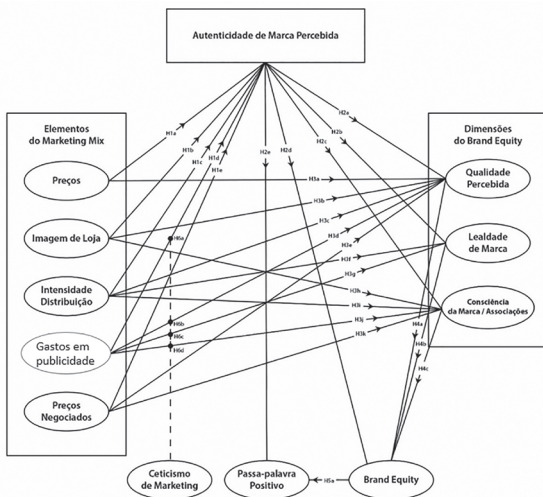 Autenticidade de Marca Percebida
Elementos
do Marketing Mix
Dimensões
do Brand Equity
Preços
Imagem de Loja
Intensidade
Distribuição
Gastos em
publicidade
Preços
Negociados
Qualidade
Percebida
Lealdade
de Marca
Consciência
da Marca / Associações
H1a
H1b
H1c
H1d
H1e
H2a
H2b
H2c
H2d
H2e
H3a
H3b
H3c
H3d
H3e
H3f
H3g
H3h
H3i
H3j
H3k
H6a
H6b
H6c
H6d
H4a
H4b
H4c
Ceticismo
de Marketing
Passa-palavra
Positivo
H5a
Brand Equity